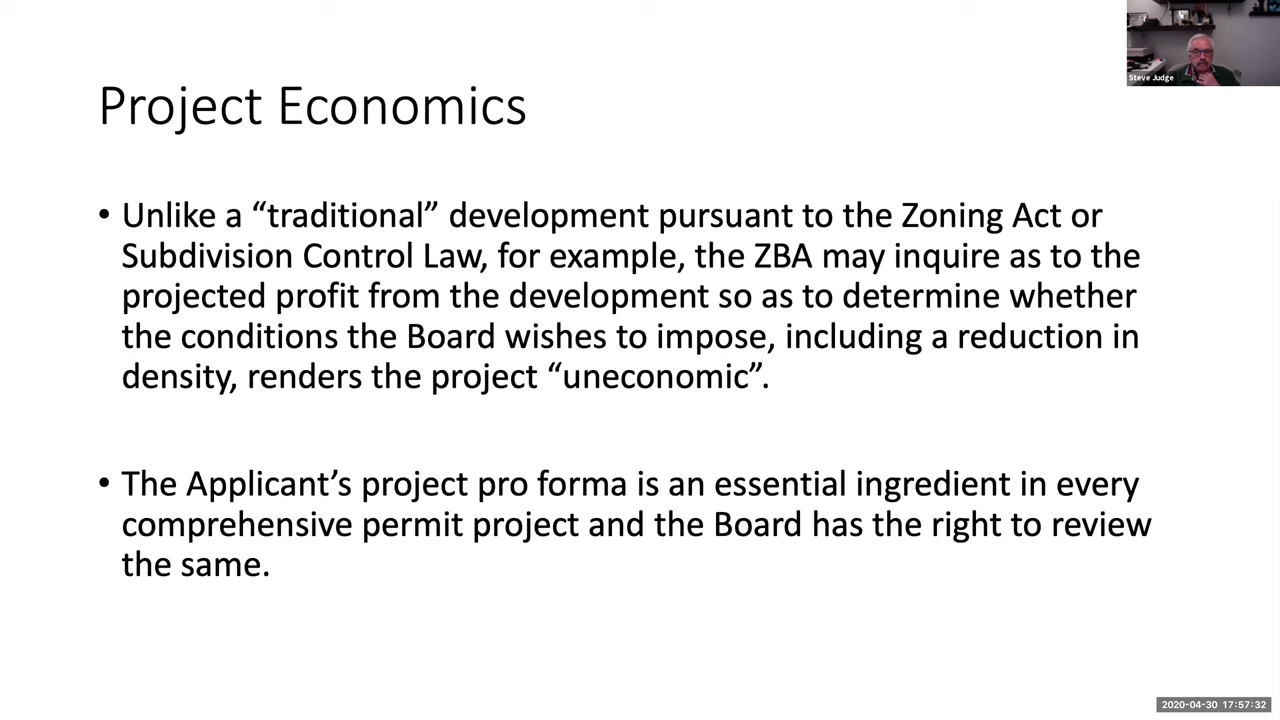 Steve Judge
Project Economics
• Unlike a “traditional” development pursuant to the Zoning Act or
Subdivision Control Law, for example, the ZBA may inquire as to the
projected profit from the development so as to determine whether
the conditions the Board wishes to impose, including a reduction in
density, renders the project “uneconomic”.
• The Applicant’s project pro forma is an essential ingredient in every
comprehensive permit project and the Board has the right to review
the same.
2020-04-30 17:57:32